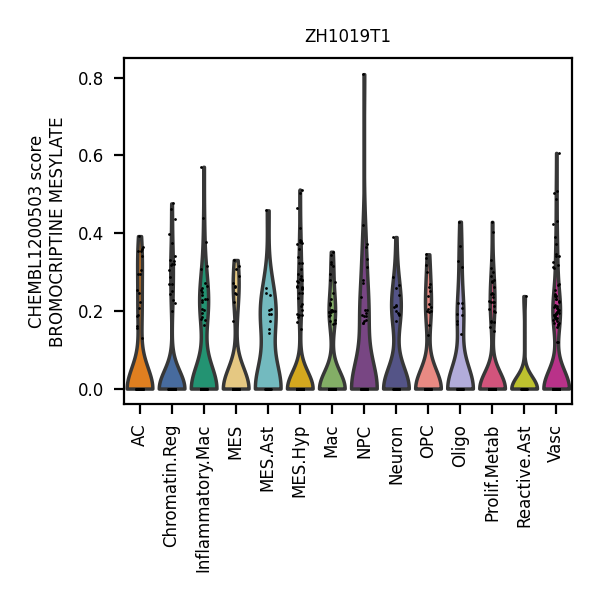 ZH1019T1
CHEMBL1200503 score
BROMOCRIPTINE MESYLATE
0.8
0.6
0.4
0.2
0.0
AC
Chromatin.Reg
Inflammatory.Mac
MES
MES.Ast
MES.Hyp
Mac
NPC
Neuron
OPC
Oligo
Prolif.Metab
Reactive.Ast
Vasc